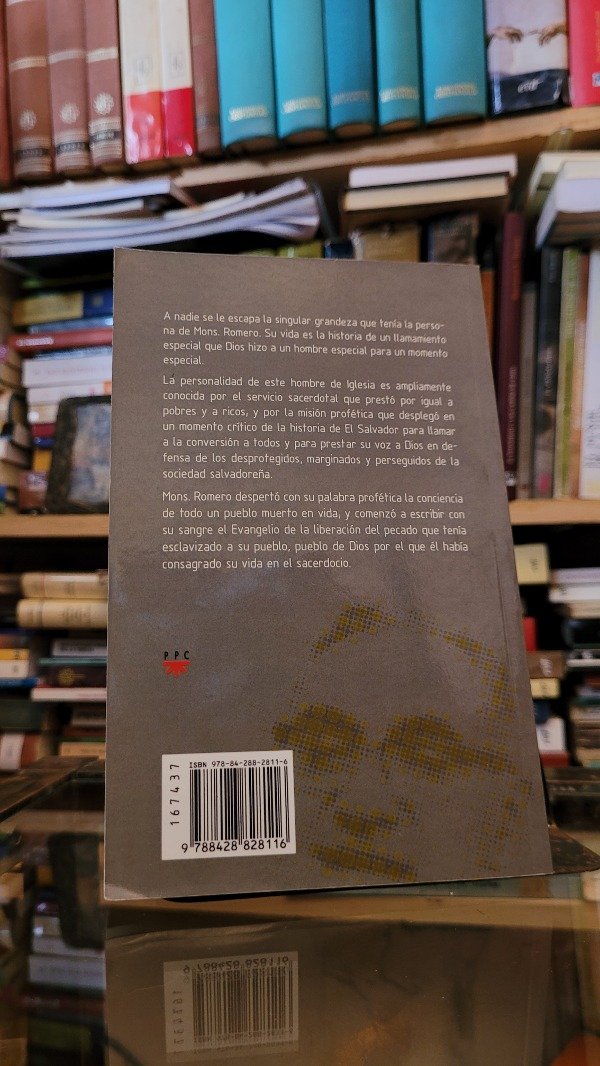 A nadie se le escapa la singular grandeza que tenía la perso-
na de Mons. Romero. Su vida es la historia de un llamamiento
especial que Dios hizo a un hombre especial para un momento
especial.
La personalidad de este hombre de Iglesia es ampliamente
conocida por el servicio sacerdotal que prestó por igual a
pobres y a ricos, y por la misión profética que desplegó en
un momento crítico de la historia de El Salvador para llamar
a la conversión a todos y para prestar su voz a Dios en de-
fensa de los desprotegidos, marginados y perseguidos de la
sociedad salvadoreña.
Mons. Romero despertó con su palabra profética la conciencia
de todo un pueblo muerto en vida, y comenzó a escribir con
su sangre el Evangelio de la liberación del pecado que tenía
esclavizado a su pueblo, pueblo de Dios por el que él había
consagrado su vida en el sacerdocio.
PPC
ISBN 978-84-288-2811-6
167437
9 788428 828116